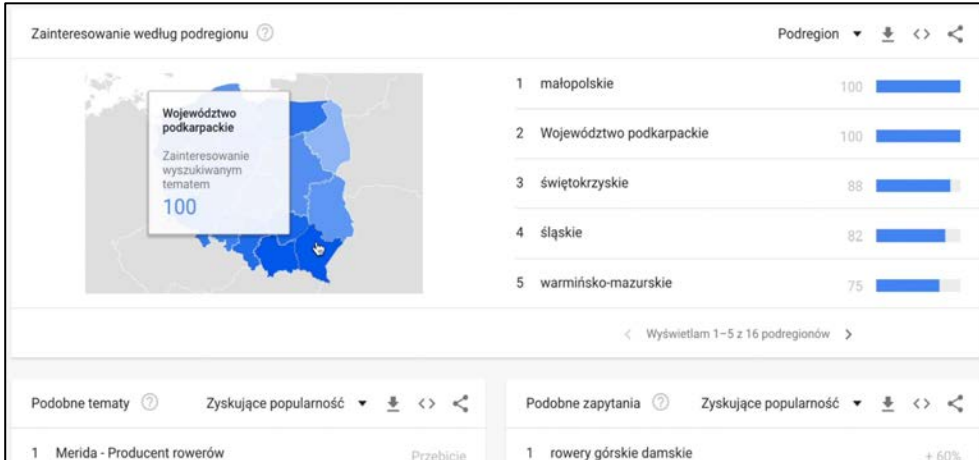 Zainteresowanie według podregionu
Podregion
Województwo
podkarpackie
Zainteresowanie
wyszukiwanym
tematem
100
1 małopolskie 100
2 Województwo podkarpackie 100
3 świętokrzyskie 88
4 śląskie 82
5 warmińsko-mazurskie 75
Wyświetlam 1–5 z 16 podregionów
Podobne tematy Zyskujące popularność
1 Merida - Producent rowerów Przebicie
Podobne zapytania Zyskujące popularność
1 rowery górskie damskie + 60%